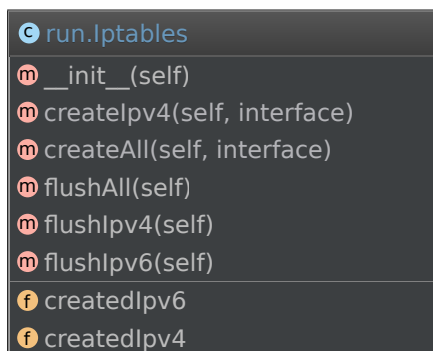 C run.Iptables
m __init__(self)
m createIpv4(self, interface)
m createAll(self, interface)
m flushAll(self)
m flushIpv4(self)
m flushIpv6(self)
f createdIpv6
f createdIpv4